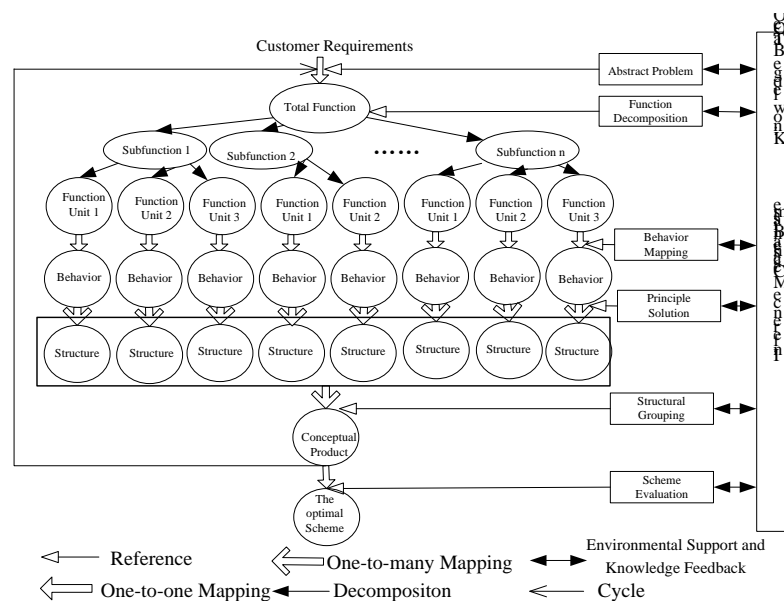 Customer Requirements
Abstract Problem
Total Function
Function
Decomposition
Subfunction 1
Subfunction 2
......
Subfunction n
Function
Unit 1
Function
Unit 2
Function
Unit 3
Function
Unit 1
Function
Unit 2
Function
Unit 1
Function
Unit 2
Function
Unit 3
Behavior
Mapping
Behavior
Behavior
Behavior
Behavior
Behavior
Behavior
Behavior
Behavior
Principle
Solution
Structure
Structure
Structure
Structure
Structure
Structure
Structure
Structure
Structural
Grouping
Conceptual
Product
Scheme
Evaluation
The
optimal
Scheme
Reference
One-to-many Mapping
Environmental Support and
Knowledge Feedback
One-to-one Mapping
Decompositon
Cycle